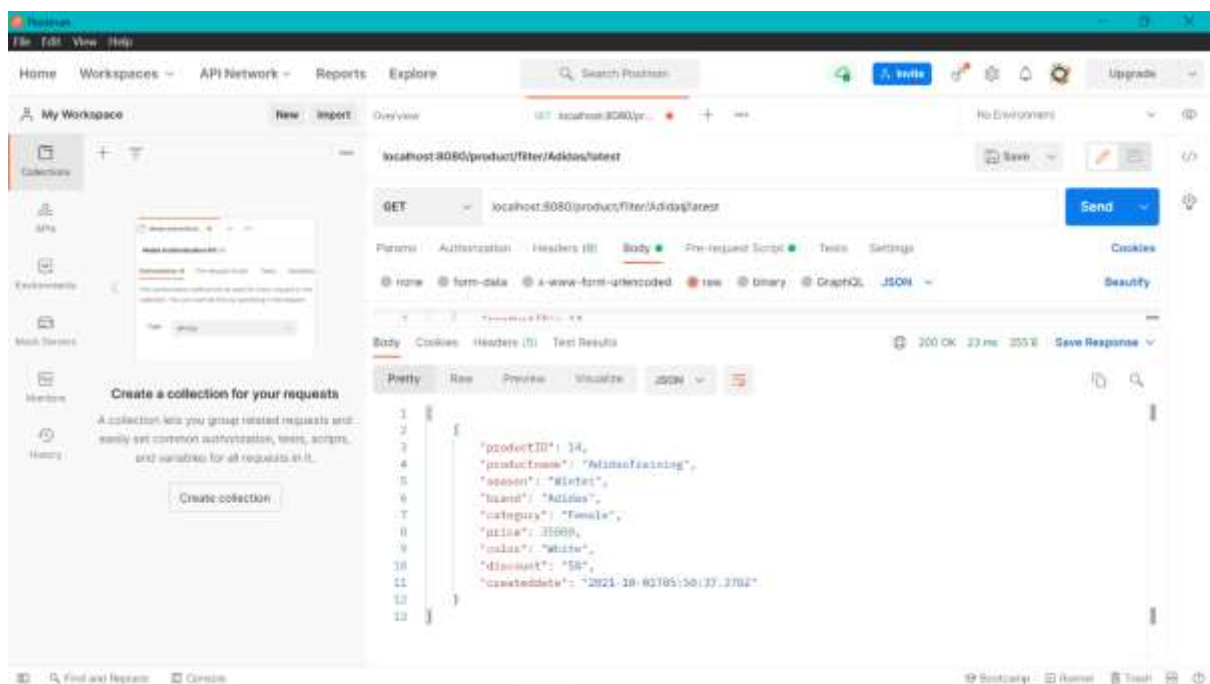 Postman
File Edit View Help
Home Workspaces API Network Reports Explore Search Postman Invite Upgrade
My Workspace New Import Overview GET localhost:8080/pr... No Environment
Collections
localhost:8080/product/filter/Adidas/latest Save
APIs
GET localhost:8080/product/filter/Adidas/latest Send
Params Authorization Headers (8) Body Pre-request Script Tests Settings Cookies
Environments
none form-data x-www-form-urlencoded raw binary GraphQL JSON Beautify
Mock Servers
Body Cookies Headers (5) Test Results 200 OK 23 ms 355 B Save Response
Monitors
Pretty Raw Preview Visualize JSON
History
Create a collection for your requests
A collection lets you group related requests and
easily set common authorization, tests, scripts,
and variables for all requests in it.
Create collection
1 [
2 {
3 "productID": 14,
4 "productname": "AdidasTraining",
5 "season": "Winter",
6 "brand": "Adidas",
7 "category": "Female",
8 "price": 35000,
9 "color": "White",
10 "discount":
11 "createddate":
12 }
13 ]
Find and Replace Console Bootcamp Runner Trash